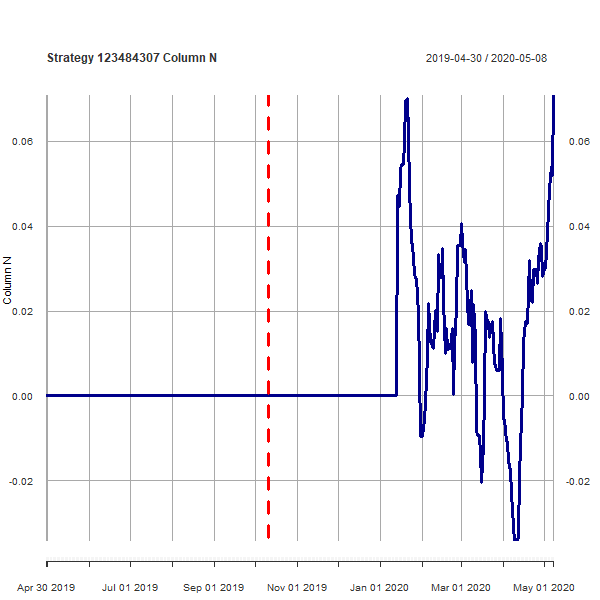 Strategy 123484307 Column N
2019-04-30 / 2020-05-08
Column N
0.06
0.04
0.02
0.00
-0.02
0.06
0.04
0.02
0.00
-0.02
Apr 30 2019
Jul 01 2019
Sep 01 2019
Nov 01 2019
Jan 01 2020
Mar 01 2020
May 01 2020